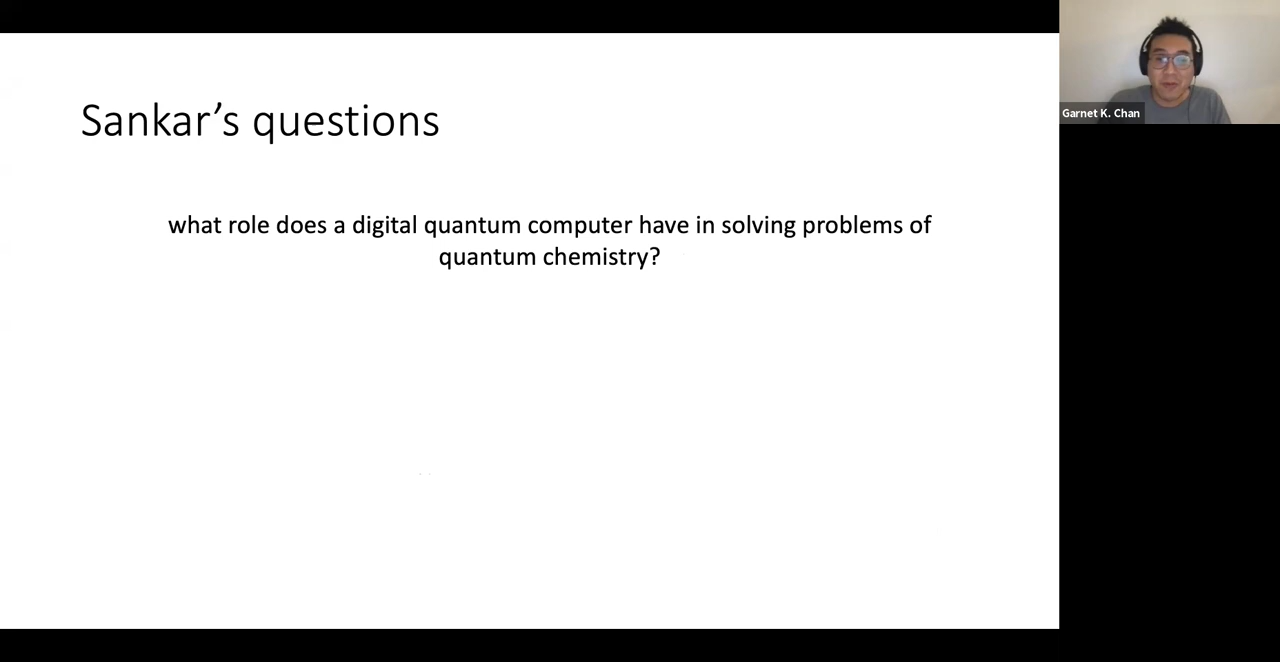 Sankar’s questions
what role does a digital quantum computer have in solving problems of
quantum chemistry?
Garnet K. Chan